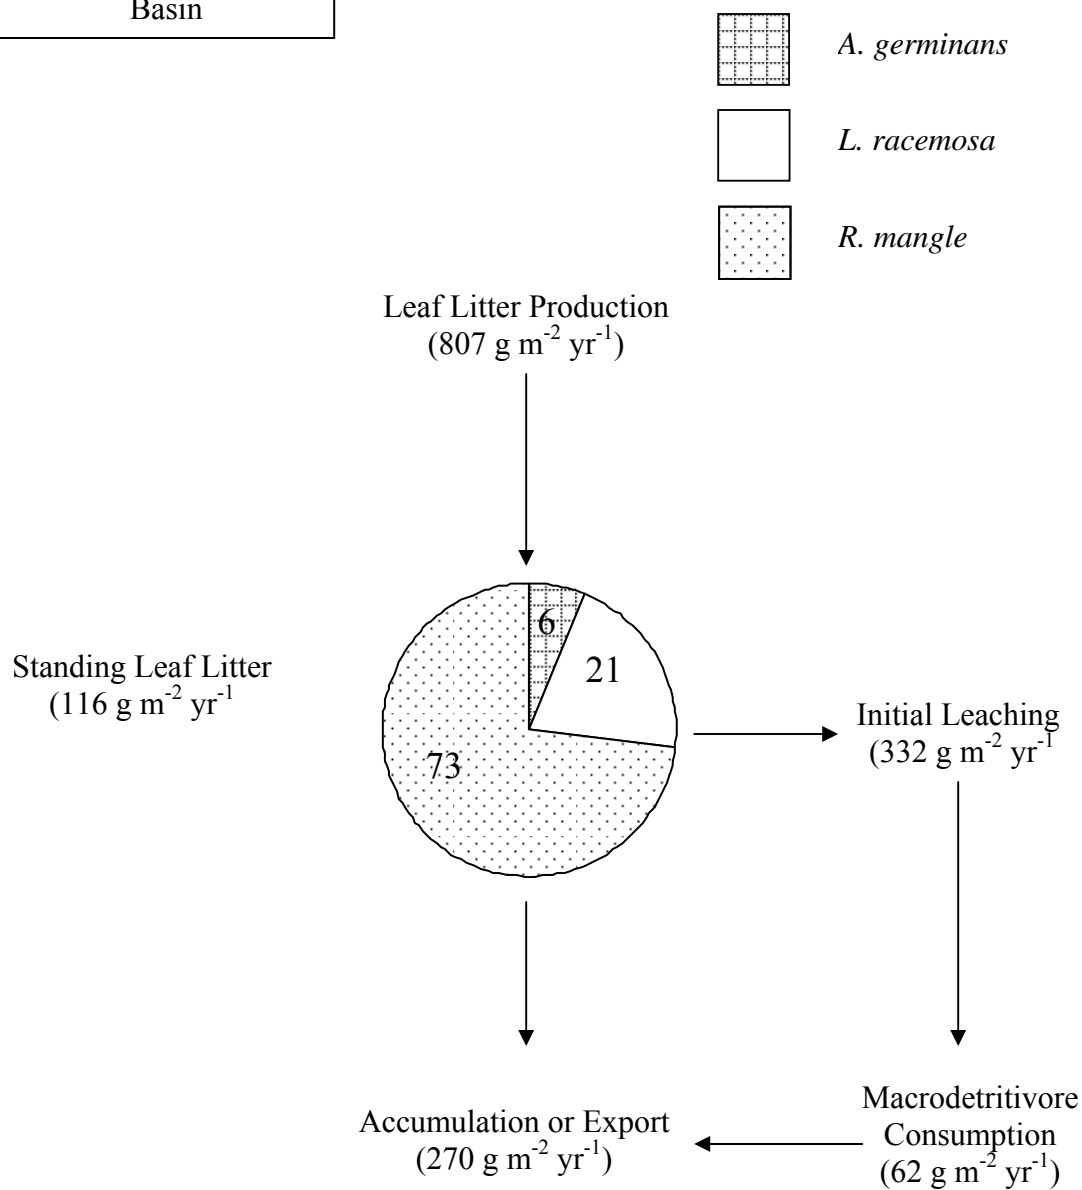 Basin
A. germinans
L. racemosa
R. mangle
Leaf Litter Production
(807 g m⁻² yr⁻¹)
6
21
73
Standing Leaf Litter
(116 g m⁻² yr⁻¹
Initial Leaching
(332 g m⁻² yr⁻¹
Accumulation or Export
(270 g m⁻² yr⁻¹)
Macrodetritivore
Consumption
(62 g m⁻² yr⁻¹)